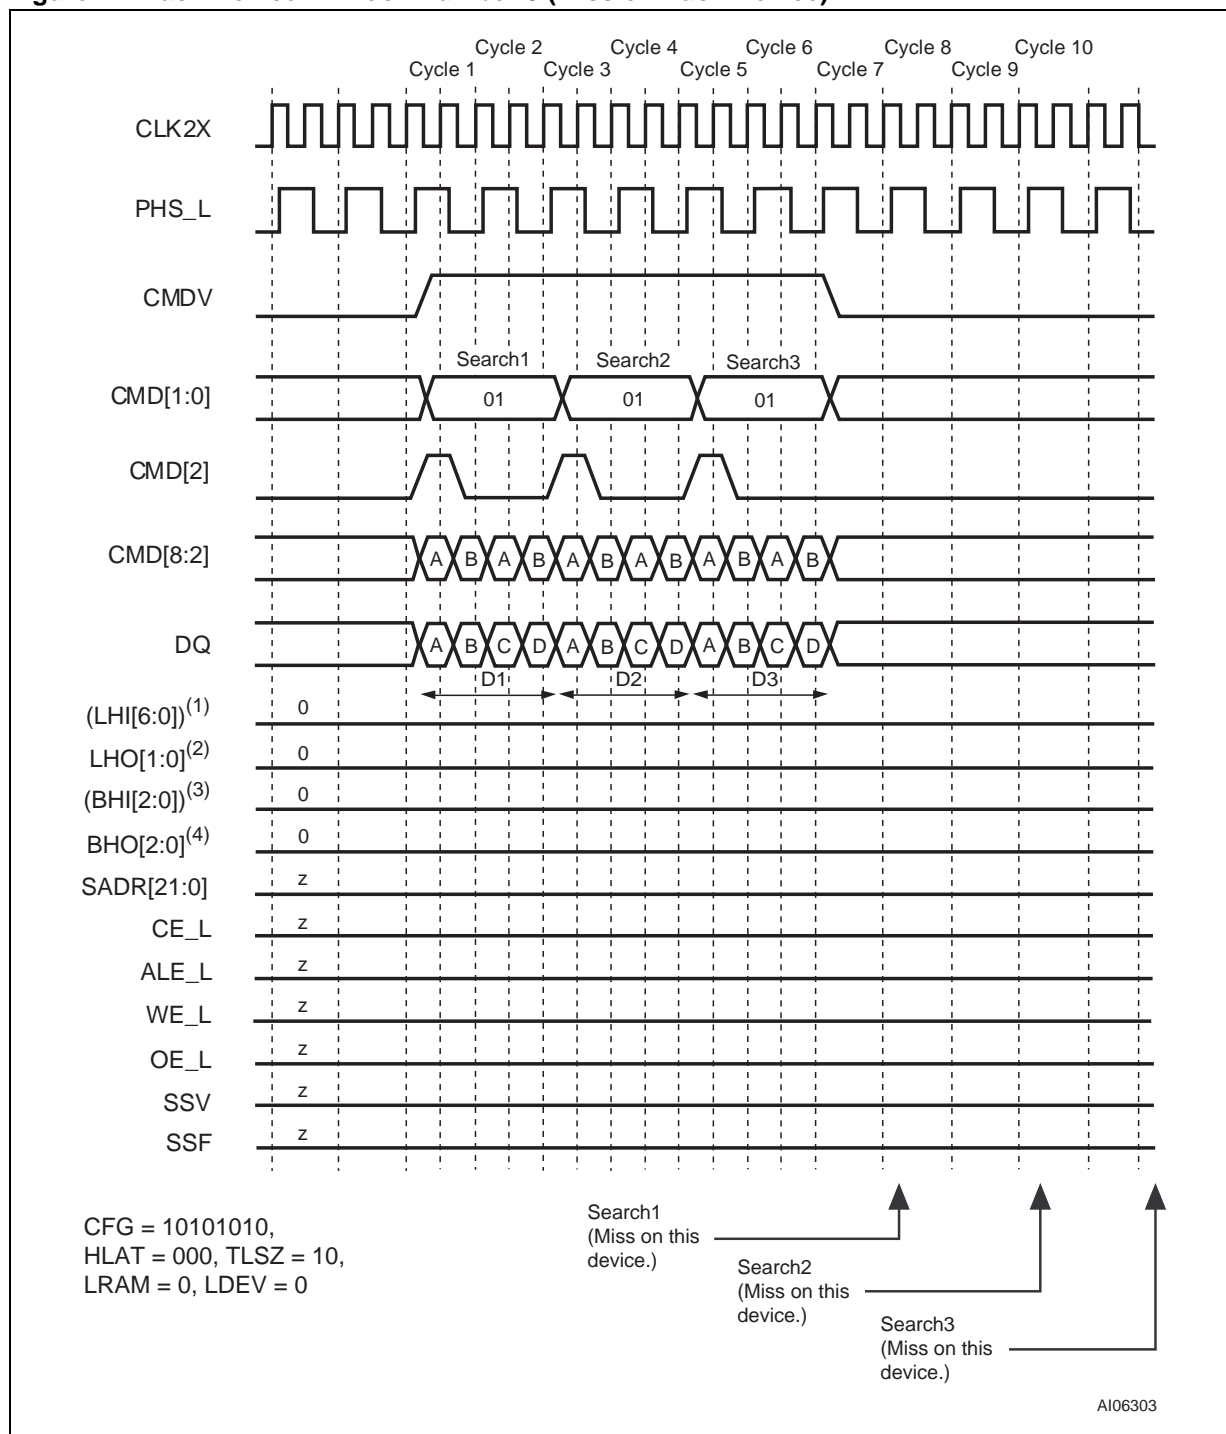 Cycle 2 Cycle 4 Cycle 6 Cycle 8 Cycle 10
Cycle 1 Cycle 3 Cycle 5 Cycle 7 Cycle 9
CLK2X
PHS_L
CMDV
Search1 Search2 Search3
CMD[1:0] 01 01 01
CMD[2]
CMD[8:2] A B A B A B A B A B A B
DQ A B C D A B C D A B C D
D1 D2 D3
(LHI[6:0])(1) 0
LHO[1:0](2) 0
(BHI[2:0])(3) 0
BHO[2:0](4) 0
SADR[21:0] z
CE_L z
ALE_L z
WE_L z
OE_L z
SSV z
SSF z
CFG = 10101010,
HLAT = 000, TLSZ = 10,
LRAM = 0, LDEV = 0
Search1
(Miss on this
device.)
Search2
(Miss on this
device.)
Search3
(Miss on this
device.)
AI06303